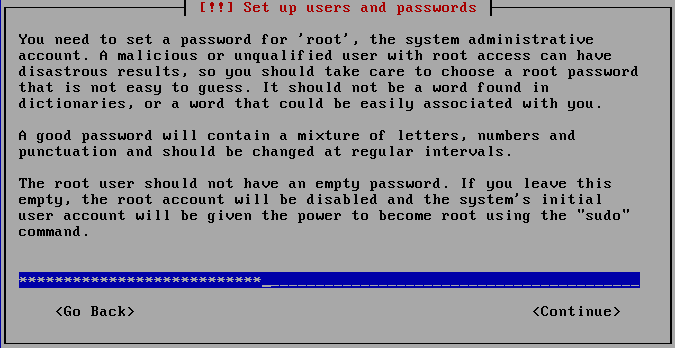 [!!] Set up users and passwords
You need to set a password for 'root', the system administrative
account. A malicious or unqualified user with root access can have
disastrous results, so you should take care to choose a root password
that is not easy to guess. It should not be a word found in
dictionaries, or a word that could be easily associated with you.
A good password will contain a mixture of letters, numbers and
punctuation and should be changed at regular intervals.
The root user should not have an empty password. If you leave this
empty, the root account will be disabled and the system's initial
user account will be given the power to become root using the "sudo"
command.
***************************__________________________________________
<Go Back> <Continue>